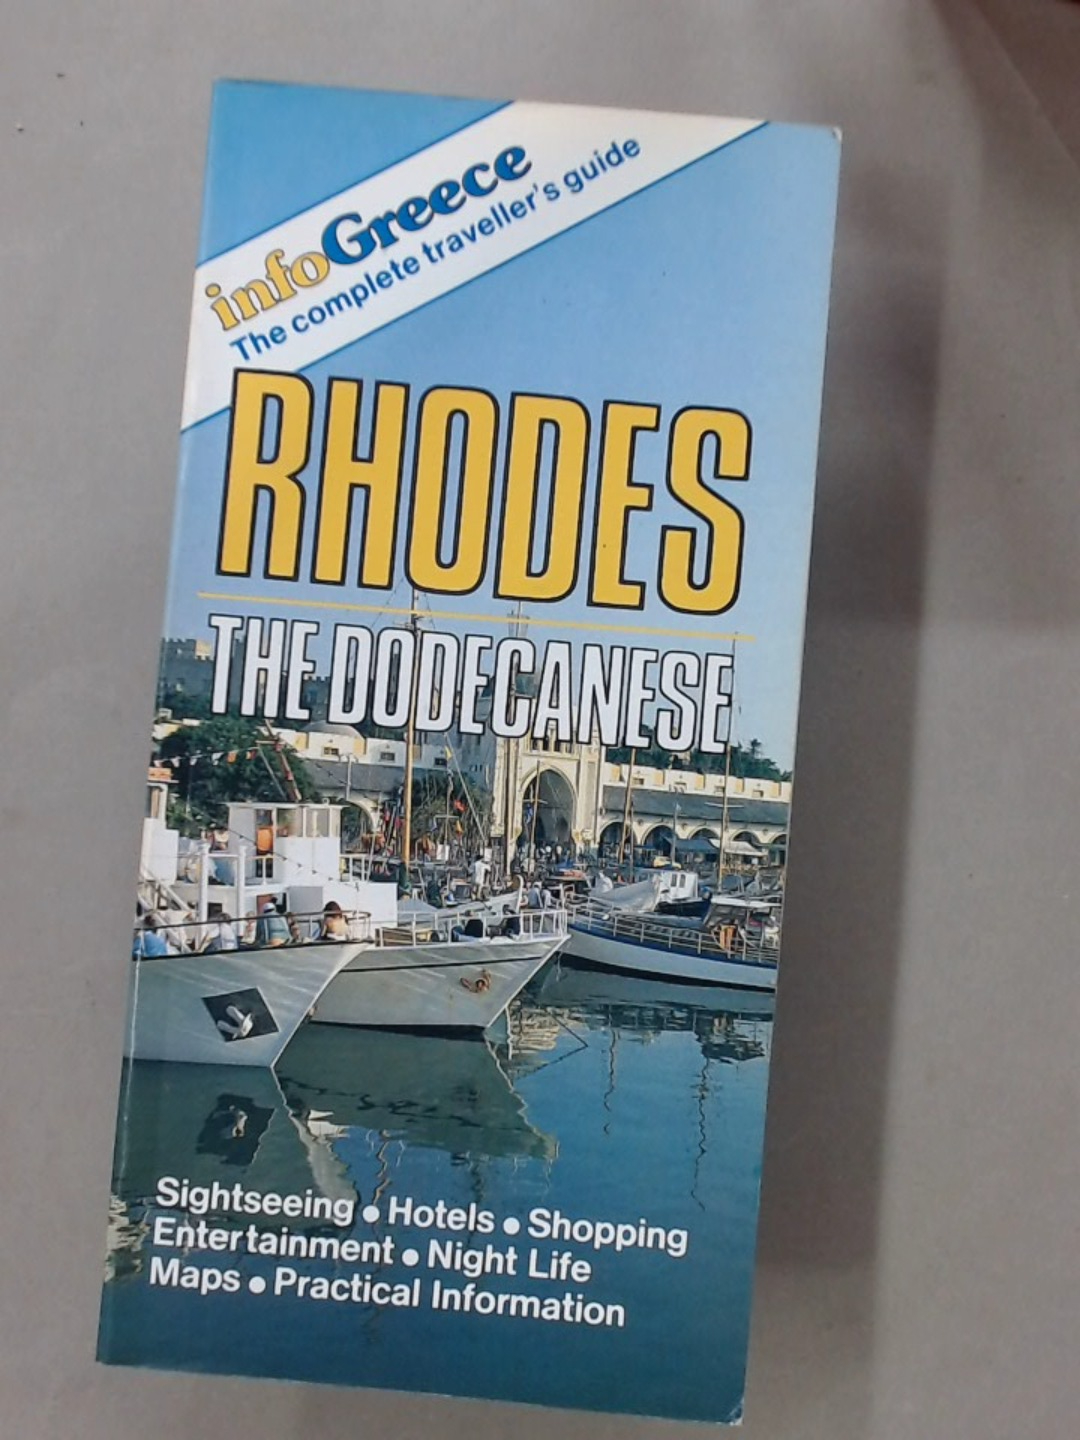 infoGreece
The complete traveller's guide
RHODES
THE DODECANESE
Sightseeing • Hotels • Shopping
Entertainment • Night Life
Maps • Practical Information